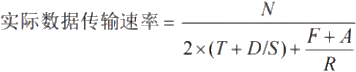 实际数据传输速率 = N / (2×(T + D/S) + (F + A)/R)